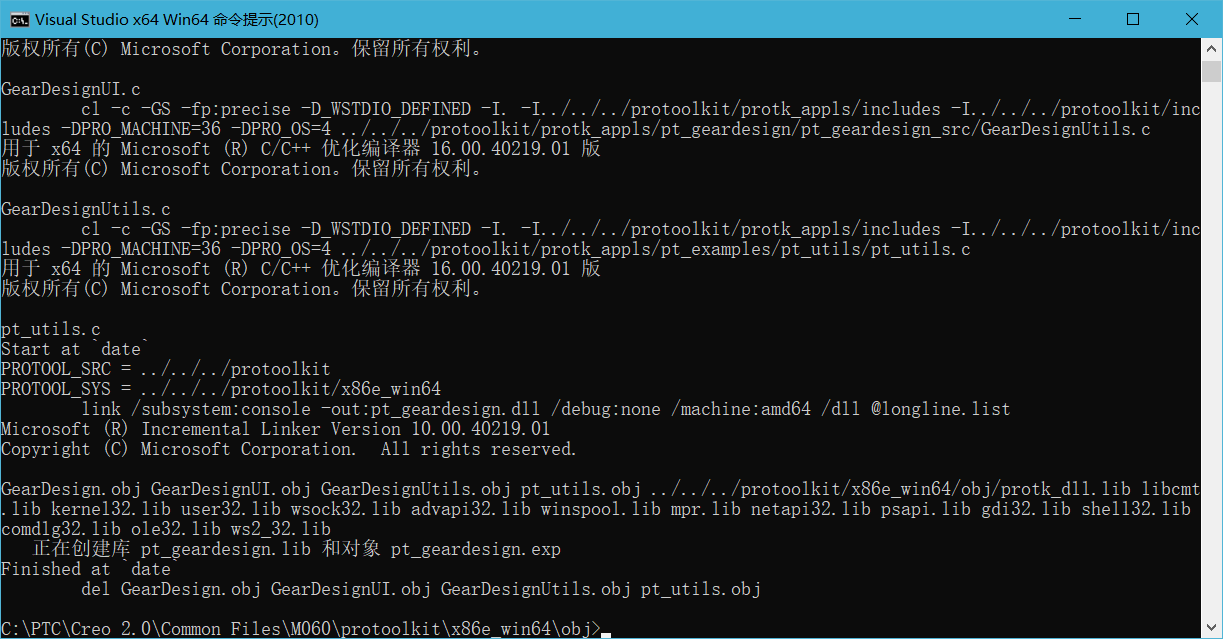 Visual Studio x64 Win64 命令提示(2010)
版权所有(C) Microsoft Corporation。保留所有权利。
GearDesignUI.c
cl -c -GS -fp:precise -D_WSTDIO_DEFINED -I. -I../../../protoolkit/protk_appls/includes -I../../../protoolkit/inc
ludes -DPRO_MACHINE=36 -DPRO_OS=4 ../../../protoolkit/protk_appls/pt_geardesign/pt_geardesign_src/GearDesignUtils.c
用于 x64 的 Microsoft (R) C/C++ 优化编译器 16.00.40219.01 版
版权所有(C) Microsoft Corporation。保留所有权利。
GearDesignUtils.c
cl -c -GS -fp:precise -D_WSTDIO_DEFINED -I. -I../../../protoolkit/protk_appls/includes -I../../../protoolkit/inc
ludes -DPRO_MACHINE=36 -DPRO_OS=4 ../../../protoolkit/protk_appls/pt_examples/pt_utils/pt_utils.c
用于 x64 的 Microsoft (R) C/C++ 优化编译器 16.00.40219.01 版
版权所有(C) Microsoft Corporation。保留所有权利。
pt_utils.c
Start at `date`
PROTOOL_SRC = ../../../protoolkit
PROTOOL_SYS = ../../../protoolkit/x86e_win64
link /subsystem:console -out:pt_geardesign.dll /debug:none /machine:amd64 /dll @longline.list
Microsoft (R) Incremental Linker Version 10.00.40219.01
Copyright (C) Microsoft Corporation.  All rights reserved.
GearDesign.obj GearDesignUI.obj GearDesignUtils.obj pt_utils.obj ../../../protoolkit/x86e_win64/obj/protk_dll.lib libcmt
.lib kernel32.lib user32.lib wsock32.lib advapi32.lib winspool.lib mpr.lib netapi32.lib psapi.lib gdi32.lib shell32.lib
comdlg32.lib ole32.lib ws2_32.lib
正在创建库 pt_geardesign.lib 和对象 pt_geardesign.exp
Finished at `date`
del GearDesign.obj GearDesignUI.obj GearDesignUtils.obj pt_utils.obj
C:\PTC\Creo 2.0\Common Files\M060\protoolkit\x86e_win64\obj>